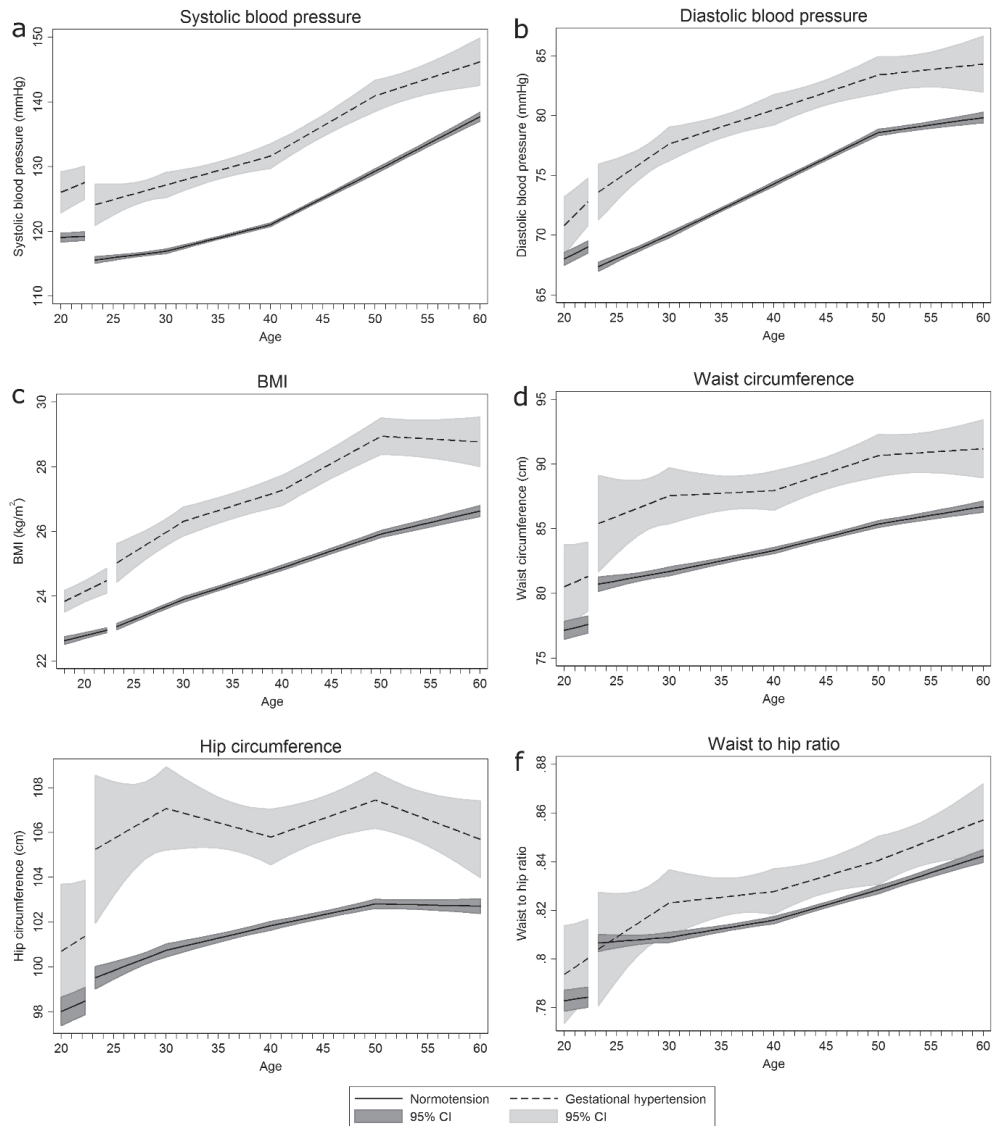 a
Systolic blood pressure
Systolic blood pressure (mmHg)
150
140
130
120
110
20 25 30 35 40 45 50 55 60
Age
b
Diastolic blood pressure
Diastolic blood pressure (mmHg)
85
80
75
70
65
20 25 30 35 40 45 50 55 60
Age
c
BMI
BMI (kg/m²)
30
28
26
24
22
20 25 30 35 40 45 50 55 60
Age
d
Waist circumference
Waist circumference (cm)
95
90
85
80
75
20 25 30 35 40 45 50 55 60
Age
Hip circumference
Hip circumference (cm)
108
106
104
102
100
98
20 25 30 35 40 45 50 55 60
Age
f
Waist to hip ratio
Waist to hip ratio
.88
.86
.84
.82
.8
.78
20 25 30 35 40 45 50 55 60
Age
Normotension Gestational hypertension
95% CI 95% CI